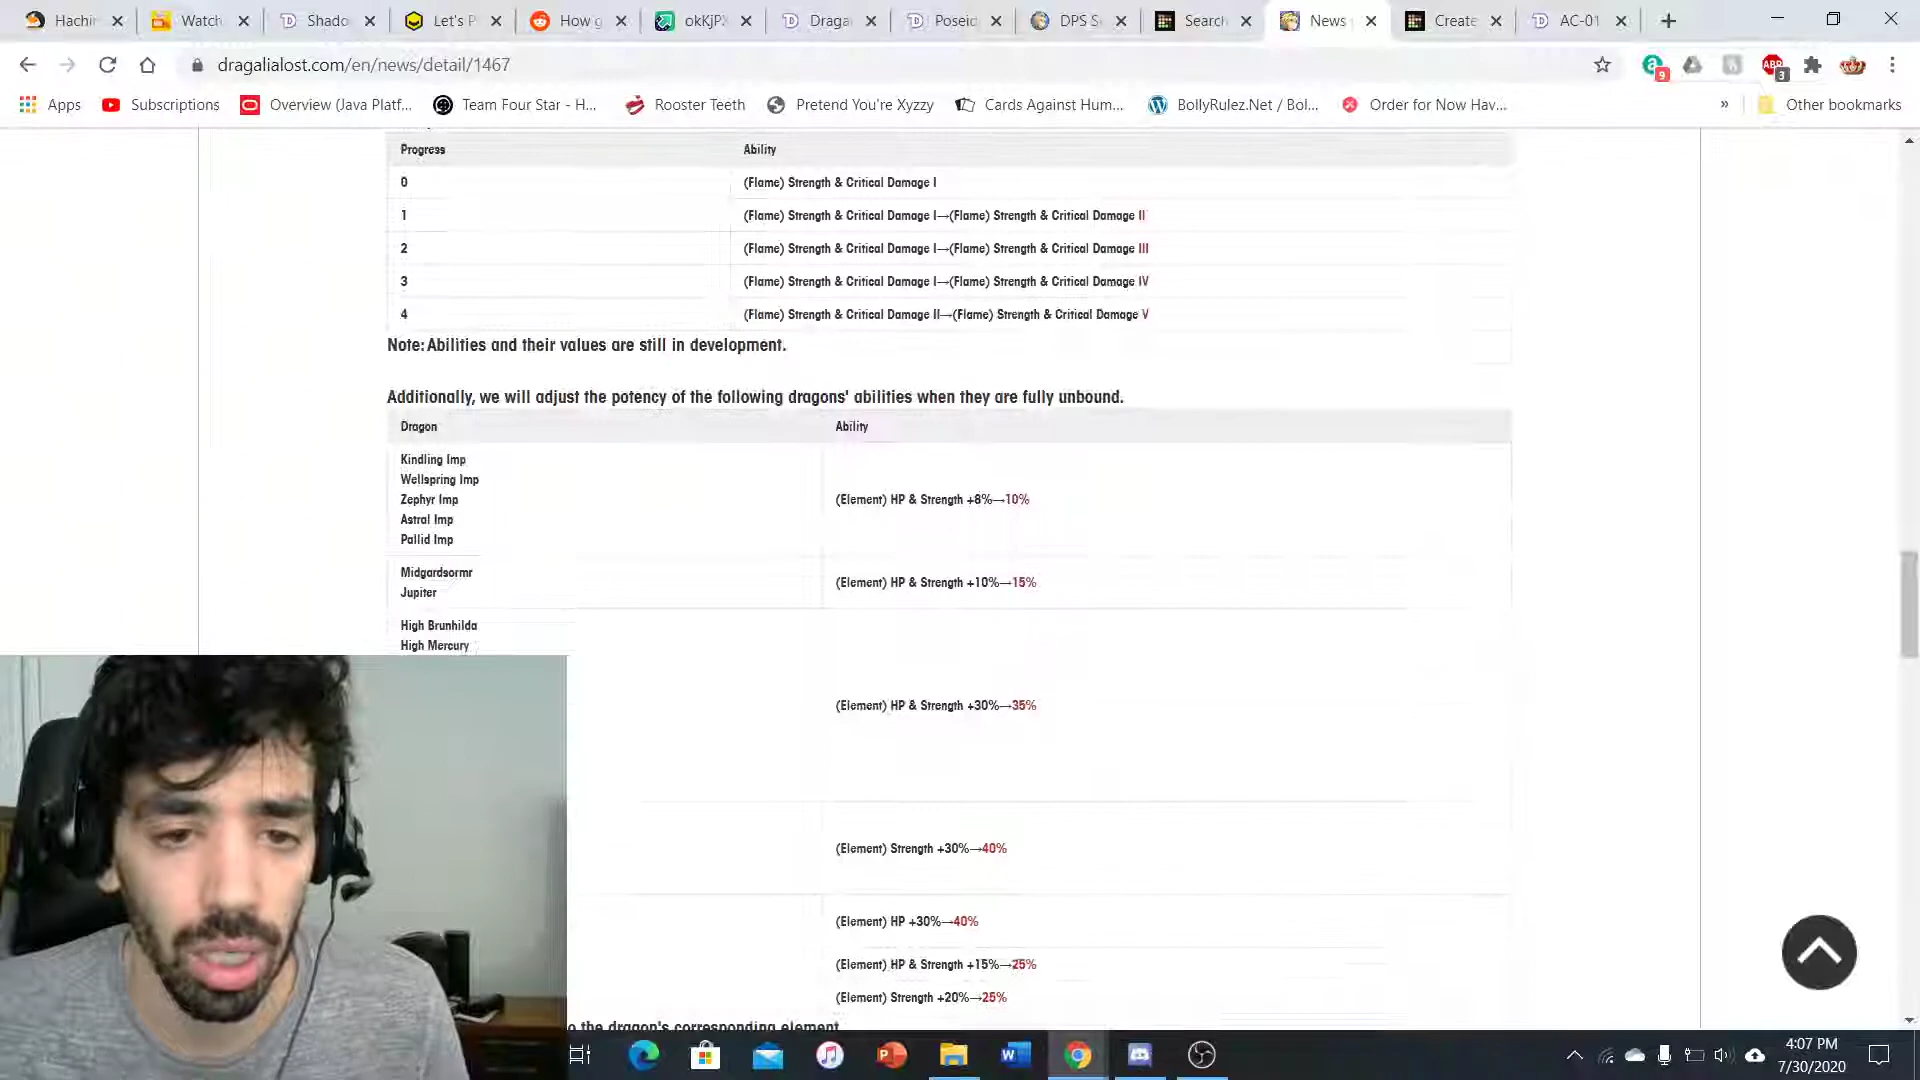 Hachin
Watch
Shado
Let's P
How g
okKjPX
Draga
Poseid
DPS S
Search
News
Create
AC-01
dragalialost.com/en/news/detail/1467
9
ABP
3
Apps
Subscriptions
Overview (Java Platf...
Team Four Star - H...
Rooster Teeth
Pretend You're Xyzzy
Cards Against Hum...
BollyRulez.Net / Bol...
Order for Now Hav...
»
Other bookmarks
Progress Ability
0 (Flame) Strength & Critical Damage I
1 (Flame) Strength & Critical Damage I→(Flame) Strength & Critical Damage II
2 (Flame) Strength & Critical Damage I→(Flame) Strength & Critical Damage III
3 (Flame) Strength & Critical Damage I→(Flame) Strength & Critical Damage IV
4 (Flame) Strength & Critical Damage II→(Flame) Strength & Critical Damage V
Note: Abilities and their values are still in development.
Additionally, we will adjust the potency of the following dragons' abilities when they are fully unbound.
Dragon Ability
Kindling Imp
Wellspring Imp
Zephyr Imp
Astral Imp
Pallid Imp
(Element) HP & Strength +8%→10%
Midgardsormr
Jupiter
(Element) HP & Strength +10%→15%
High Brunhilda
High Mercury
(Element) HP & Strength +30%→35%
(Element) Strength +30%→40%
(Element) HP +30%→40%
(Element) HP & Strength +15%→25%
(Element) Strength +20%→25%
o the dragon's corresponding element
4:07 PM
7/30/2020